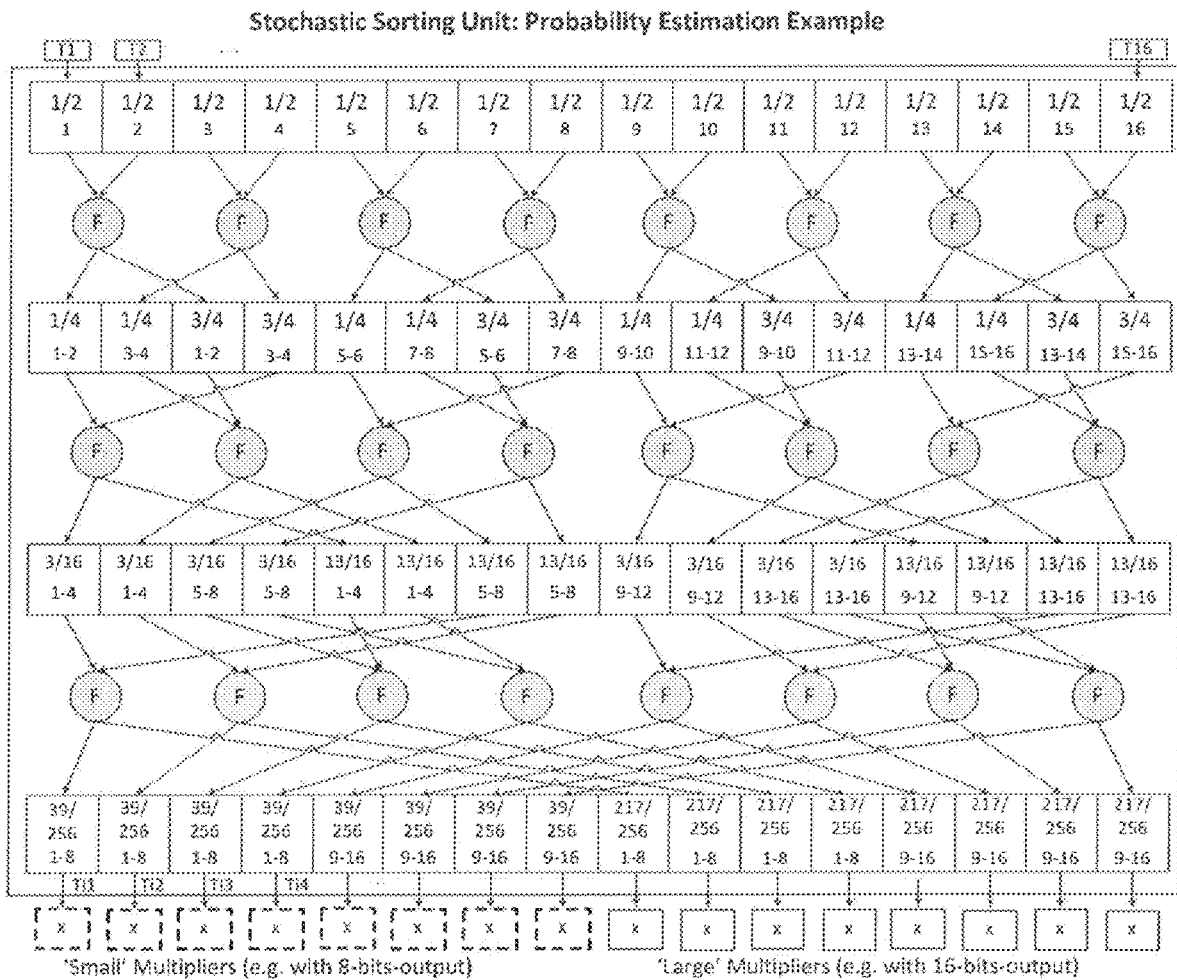 Stochastic Sorting Unit: Probability Estimation Example
T1 T2 ... T16
1/2 1/2 1/2 1/2 1/2 1/2 1/2 1/2 1/2 1/2 1/2 1/2 1/2 1/2 1/2 1/2
1 2 3 4 5 6 7 8 9 10 11 12 13 14 15 16
F F F F F F F F
1/4 1/4 3/4 3/4 1/4 1/4 3/4 3/4 1/4 1/4 3/4 3/4 1/4 1/4 3/4 3/4
1-2 3-4 1-2 3-4 5-6 7-8 5-6 7-8 9-10 11-12 9-10 11-12 13-14 15-16 13-14 15-16
F F F F F F F F
3/16 3/16 3/16 3/16 13/16 13/16 13/16 13/16 3/16 3/16 3/16 3/16 13/16 13/16 13/16 13/16
1-4 1-4 5-8 5-8 1-4 1-4 5-8 5-8 9-12 9-12 13-16 13-16 9-12 9-12 13-16 13-16
F F F F F F F F
39/ 39/ 39/ 39/ 39/ 39/ 39/ 39/ 217/ 217/ 217/ 217/ 217/ 217/ 217/ 217/
256 256 256 256 256 256 256 256 256 256 256 256 256 256 256 256
1-8 1-8 1-8 1-8 9-16 9-16 9-16 9-16 1-8 1-8 1-8 1-8 9-16 9-16 9-16 9-16
Ti1 Ti2 Ti3 Ti4 ...
x x x x x x x x x x x x x x x x
'Small' Multipliers (e.g. with 8-bits-output) 'Large' Multipliers (e.g. with 16-bits-output)